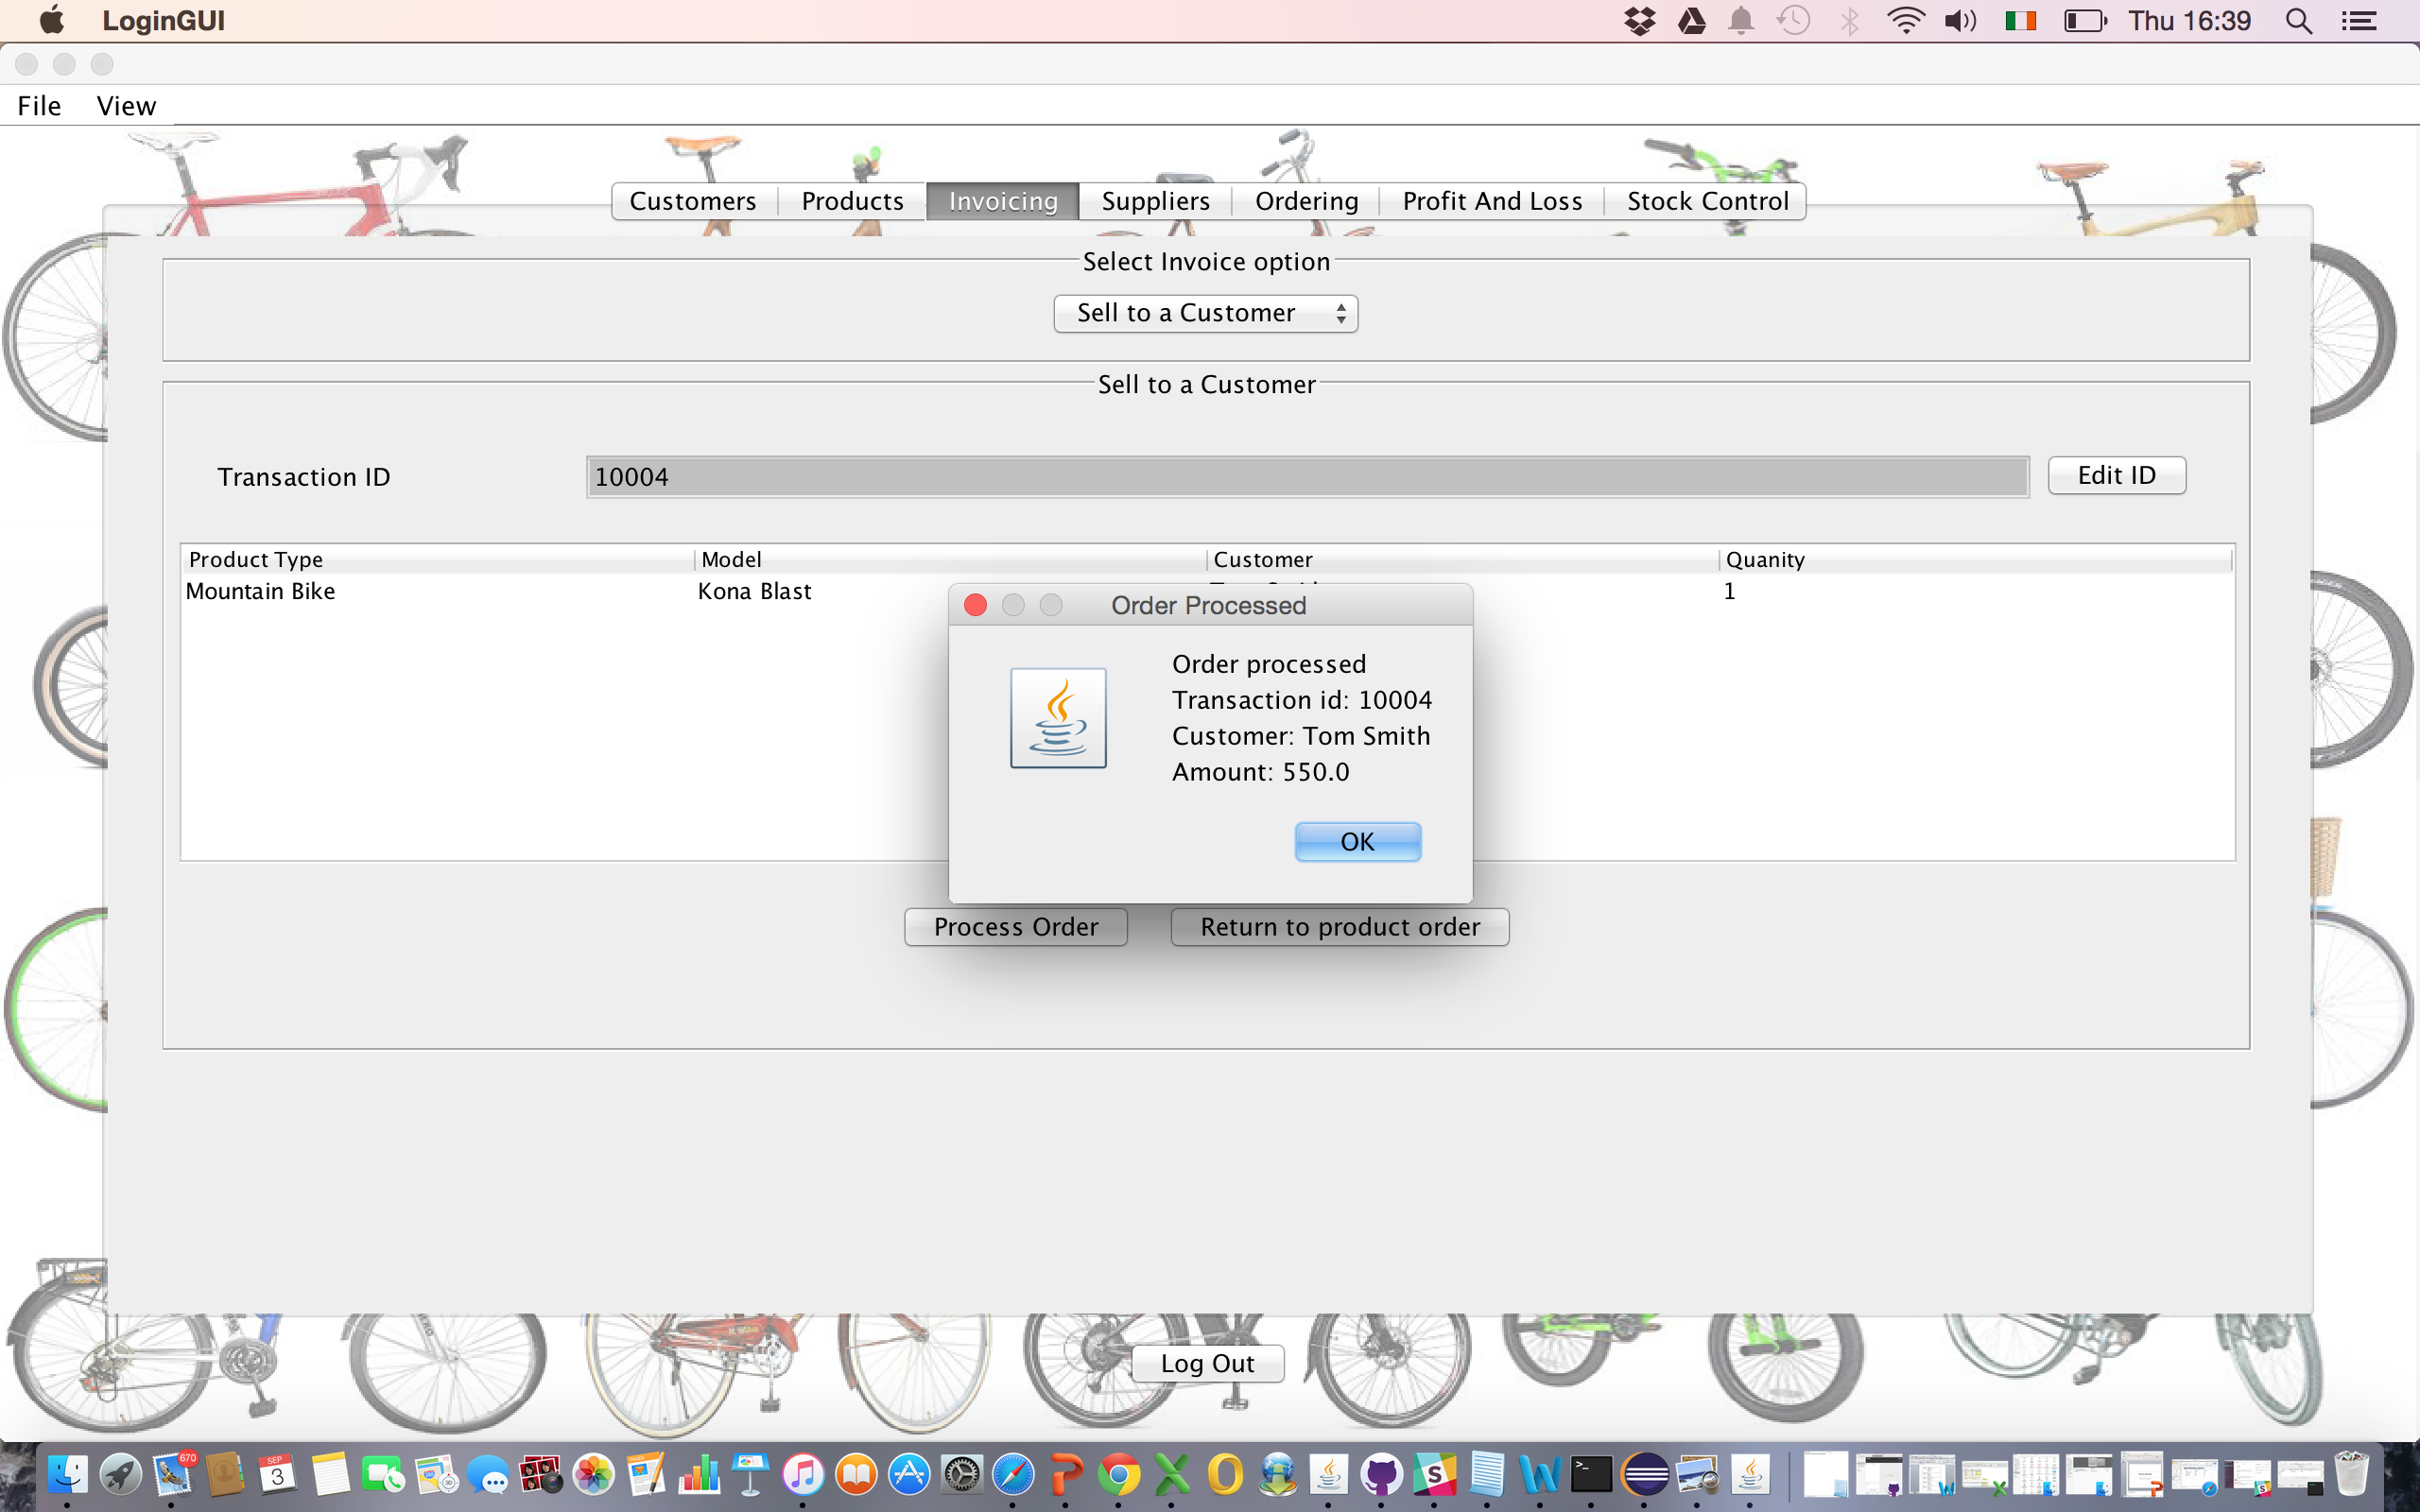 LoginGUI
Thu 16:39
File View
Customers Products Invoicing Suppliers Ordering Profit And Loss Stock Control
Select Invoice option
Sell to a Customer
Sell to a Customer
Transaction ID 10004 Edit ID
Product Type Model Customer Quanity
Mountain Bike Kona Blast 1
Order Processed
Order processed
Transaction id: 10004
Customer: Tom Smith
Amount: 550.0
OK
Process Order Return to product order
Log Out
670
SEP
3